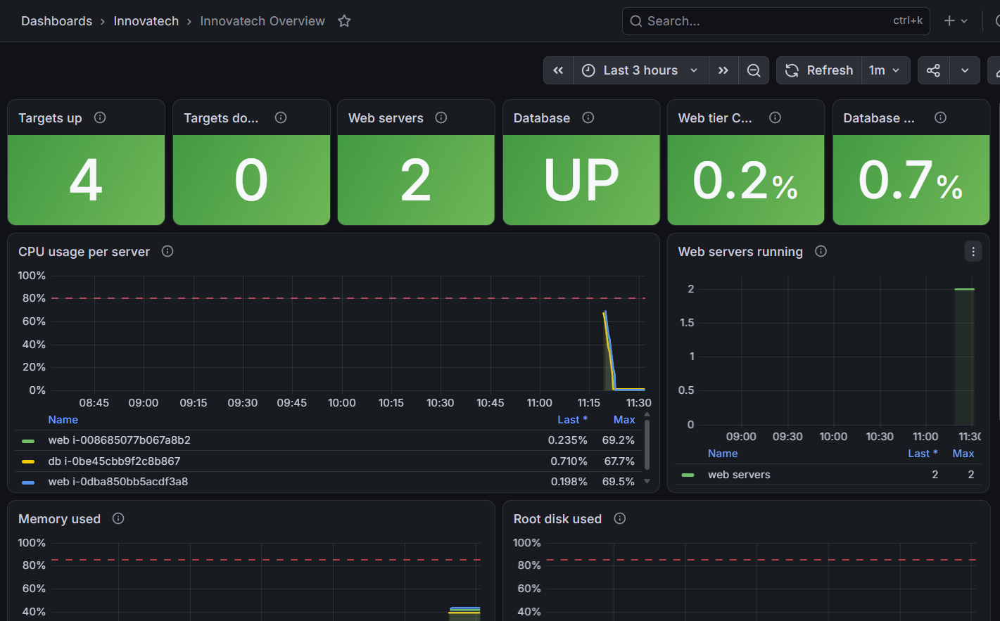 Dashboards › Innovatech › Innovatech Overview
Search... ctrl+k
Last 3 hours Refresh 1m
Targets up Targets do... Web servers Database Web tier C... Database ...
4 0 2 UP 0.2% 0.7%
CPU usage per server
100%
80%
60%
40%
20%
0%
08:45 09:00 09:15 09:30 09:45 10:00 10:15 10:30 10:45 11:00 11:15 11:30
Name Last * Max
web i-008685077b067a8b2 0.235% 69.2%
db i-0be45cbb9f2c8b867 0.710% 67.7%
web i-0dba850bb5acdf3a8 0.198% 69.5%
Web servers running
2
1.5
1
0.5
0
09:00 09:30 10:00 10:30 11:00 11:30
Name Last * Max
web servers 2 2
Memory used
100%
80%
60%
40%
Root disk used
100%
80%
60%
40%